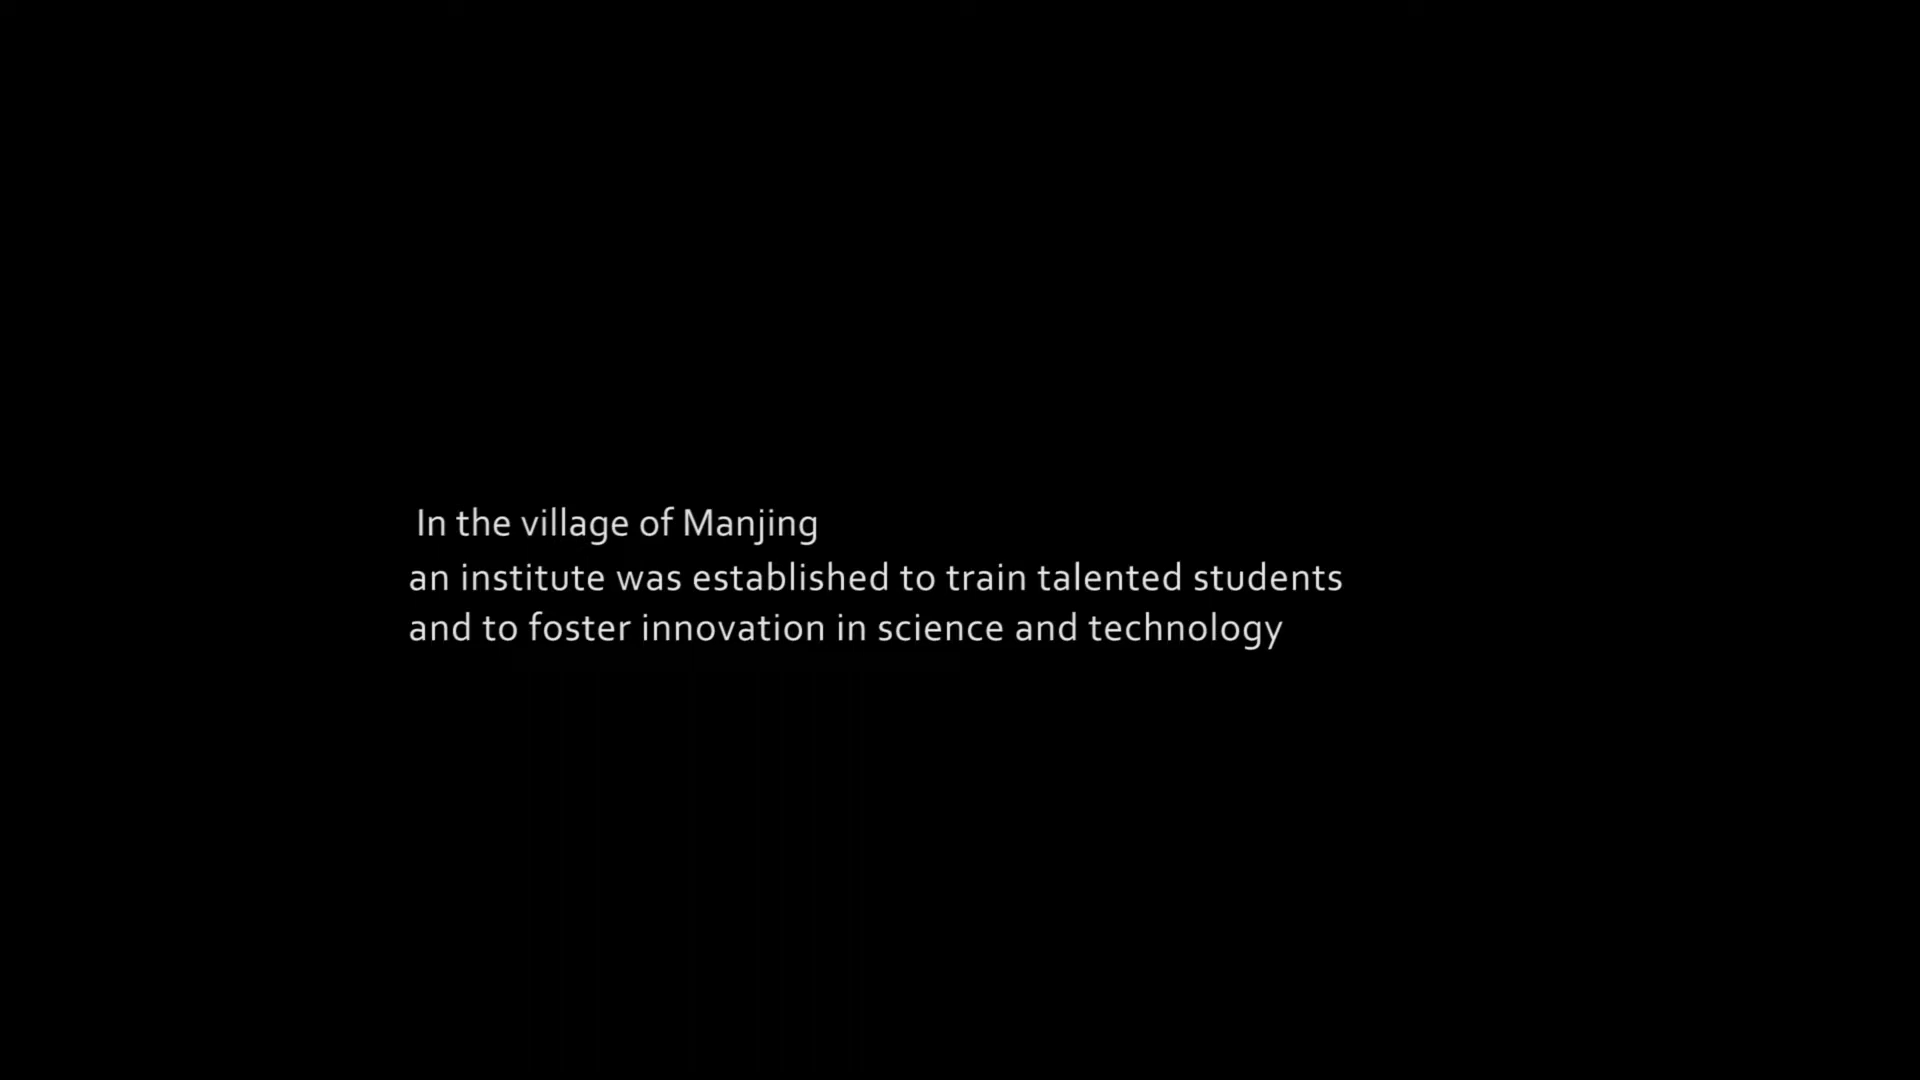 In the village of Manjing
an institute was established to train talented students
and to foster innovation in science and technology